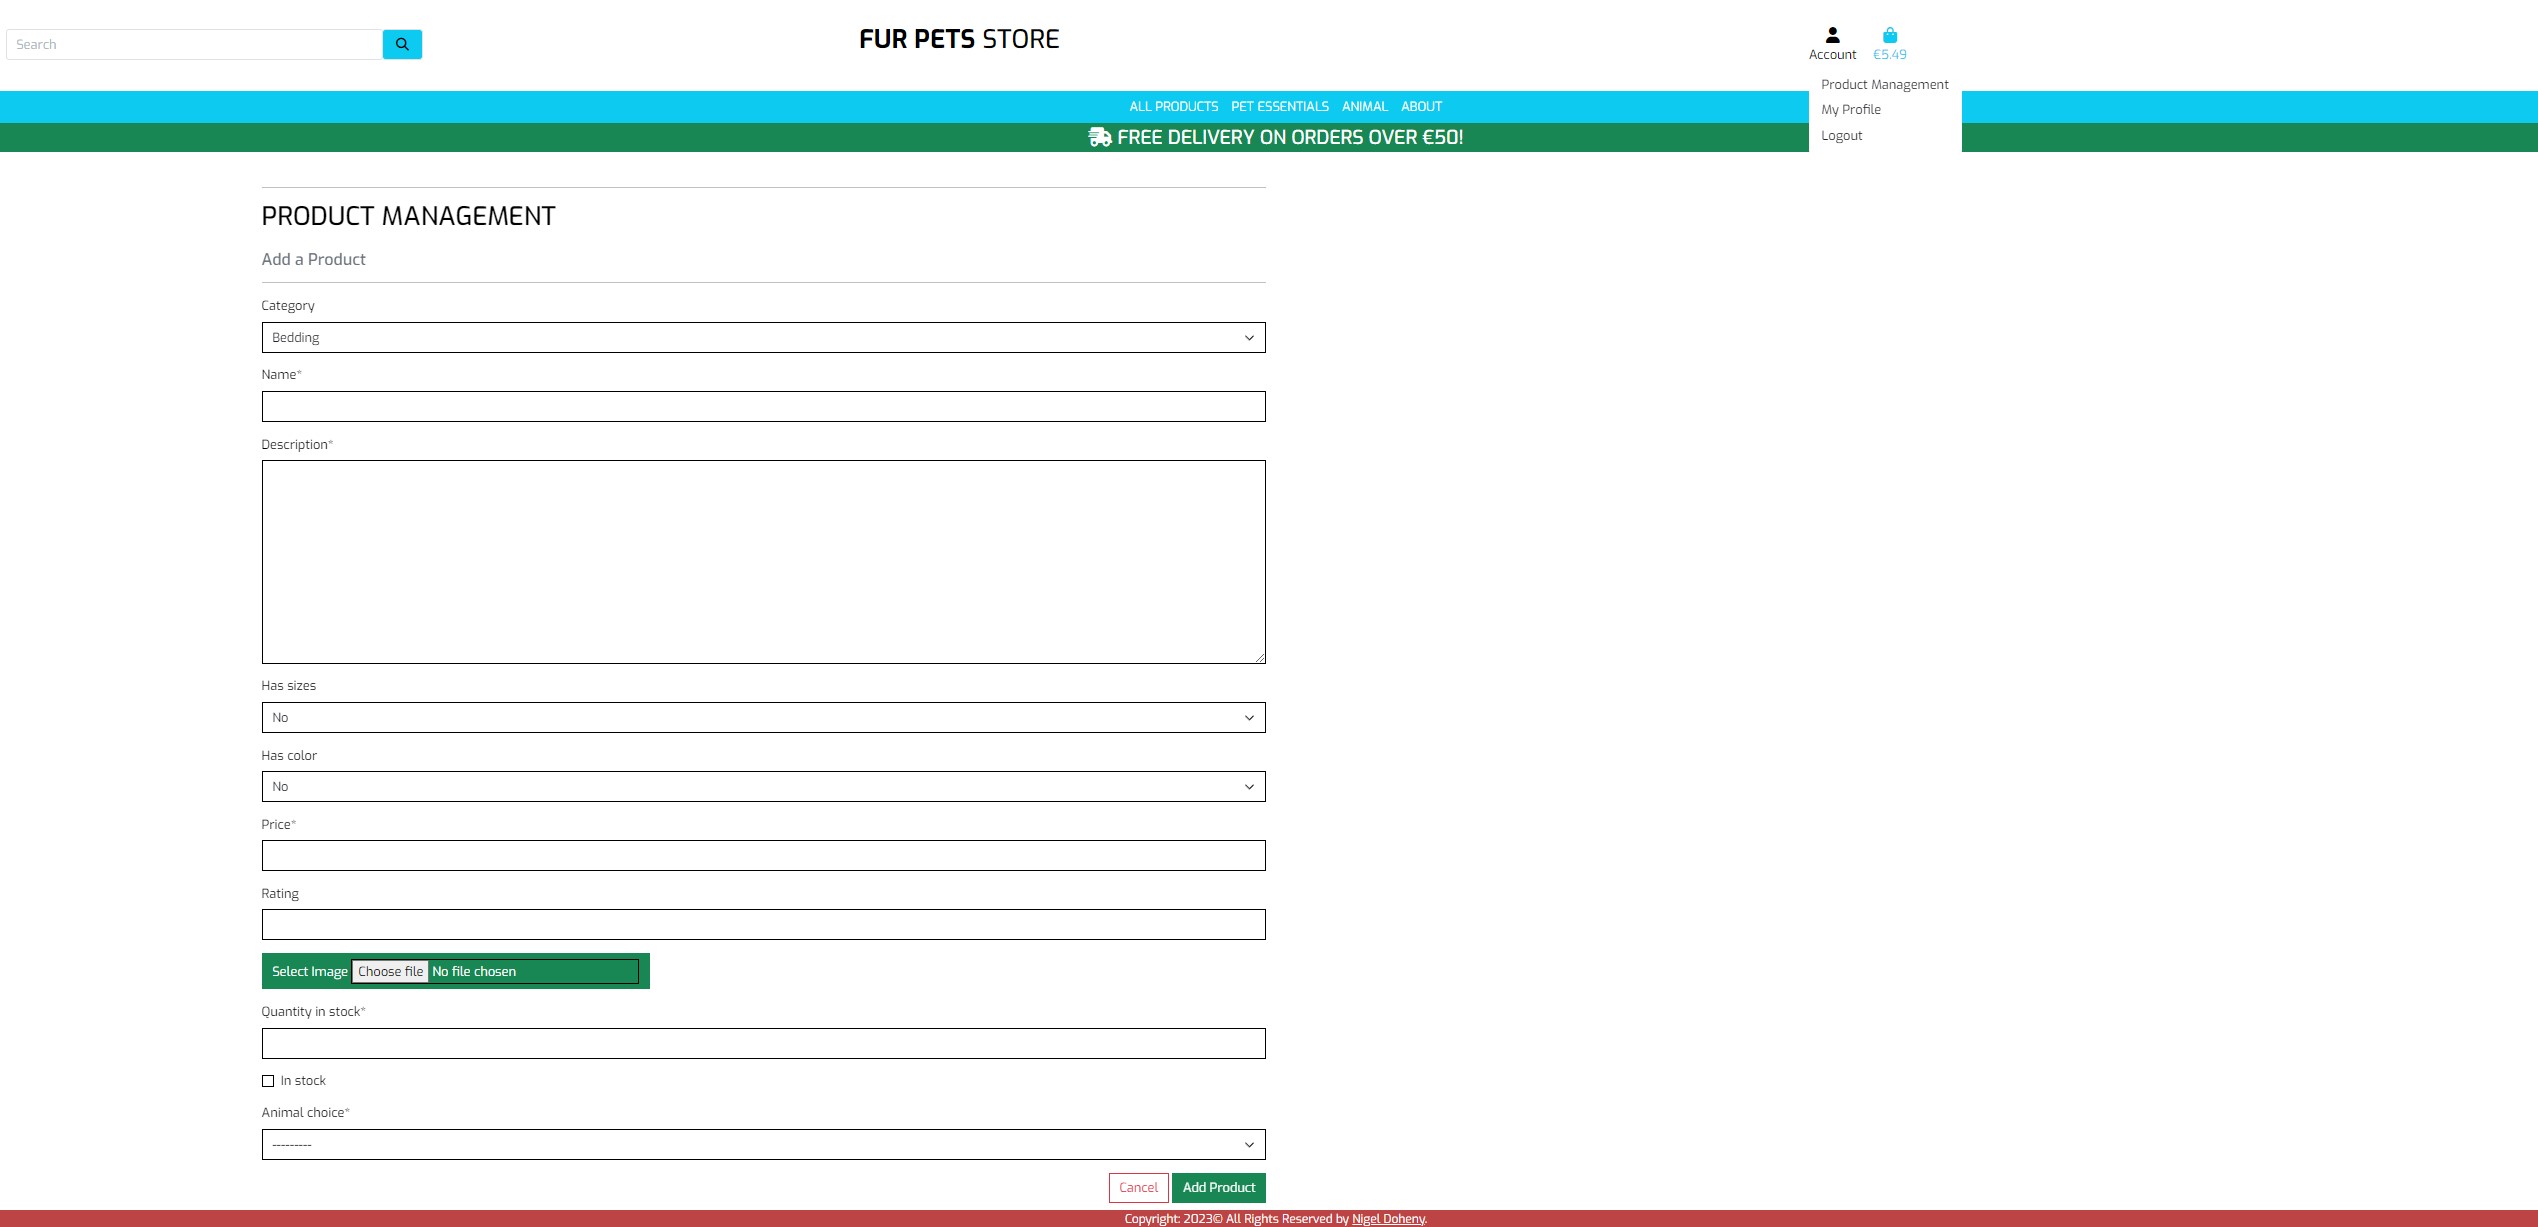 Search
FUR PETS STORE
Account €5.49
Product Management
My Profile
Logout
ALL PRODUCTS PET ESSENTIALS ANIMAL ABOUT
FREE DELIVERY ON ORDERS OVER €50!
PRODUCT MANAGEMENT
Add a Product
Category
Bedding
Name*
Description*
Has sizes
No
Has color
No
Price*
Rating
Select Image Choose file No file chosen
Quantity in stock*
In stock
Animal choice*
---------
Cancel Add Product
Copyright: 2023© All Rights Reserved by Nigel Doheny.